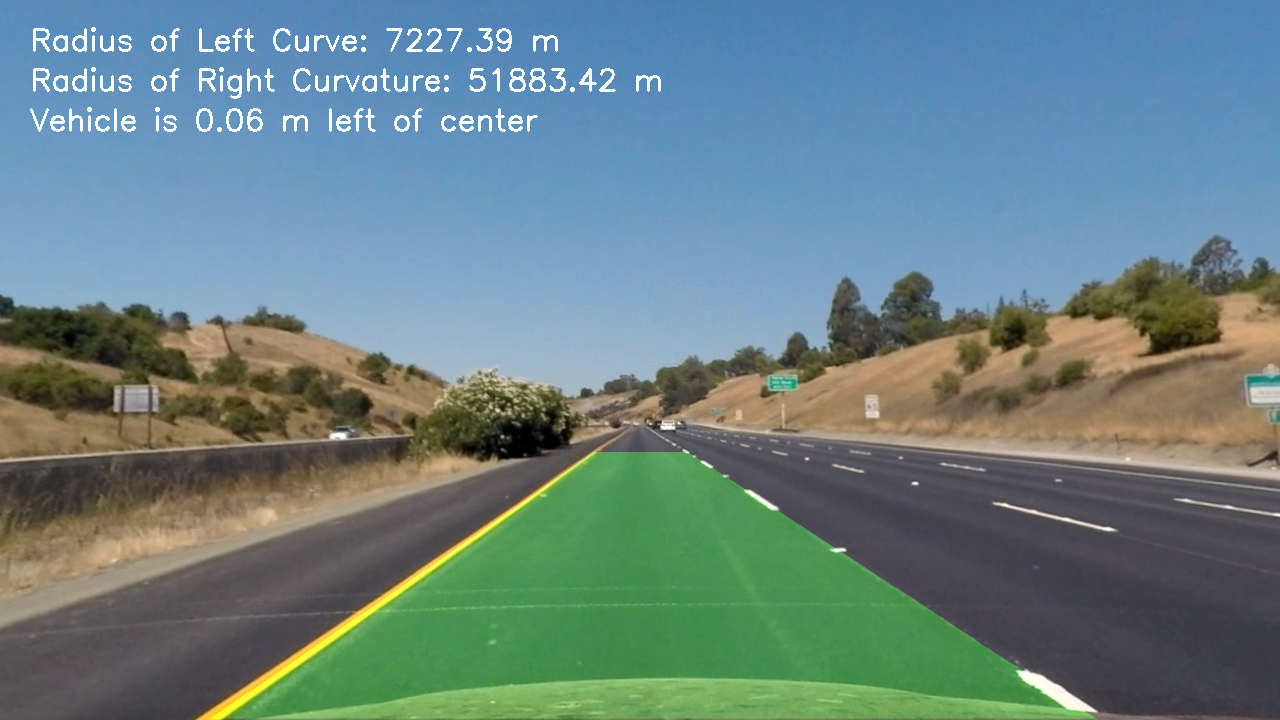 Radius of Left Curve: 7227.39 m
Radius of Right Curvature: 51883.42 m
Vehicle is 0.06 m left of center